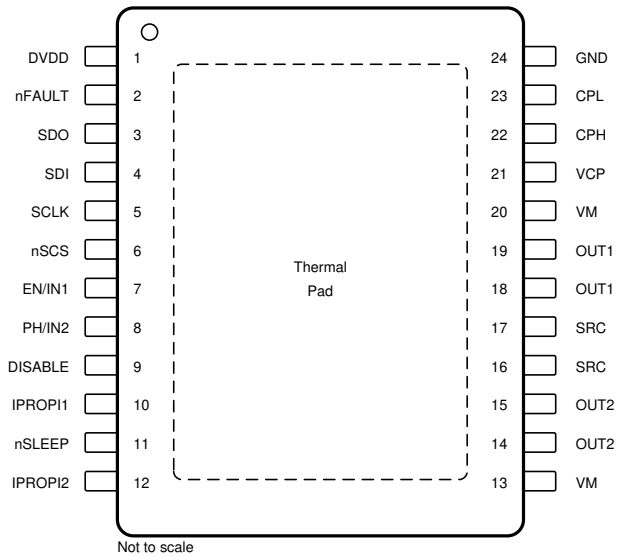 DVDD 1 24 GND
nFAULT 2 23 CPL
SDO 3 22 CPH
SDI 4 21 VCP
SCLK 5 20 VM
nSCS 6 19 OUT1
Thermal
EN/IN1 7 18 OUT1
Pad
PH/IN2 8 17 SRC
DISABLE 9 16 SRC
IPROPI1 10 15 OUT2
nSLEEP 11 14 OUT2
IPROPI2 12 13 VM
Not to scale